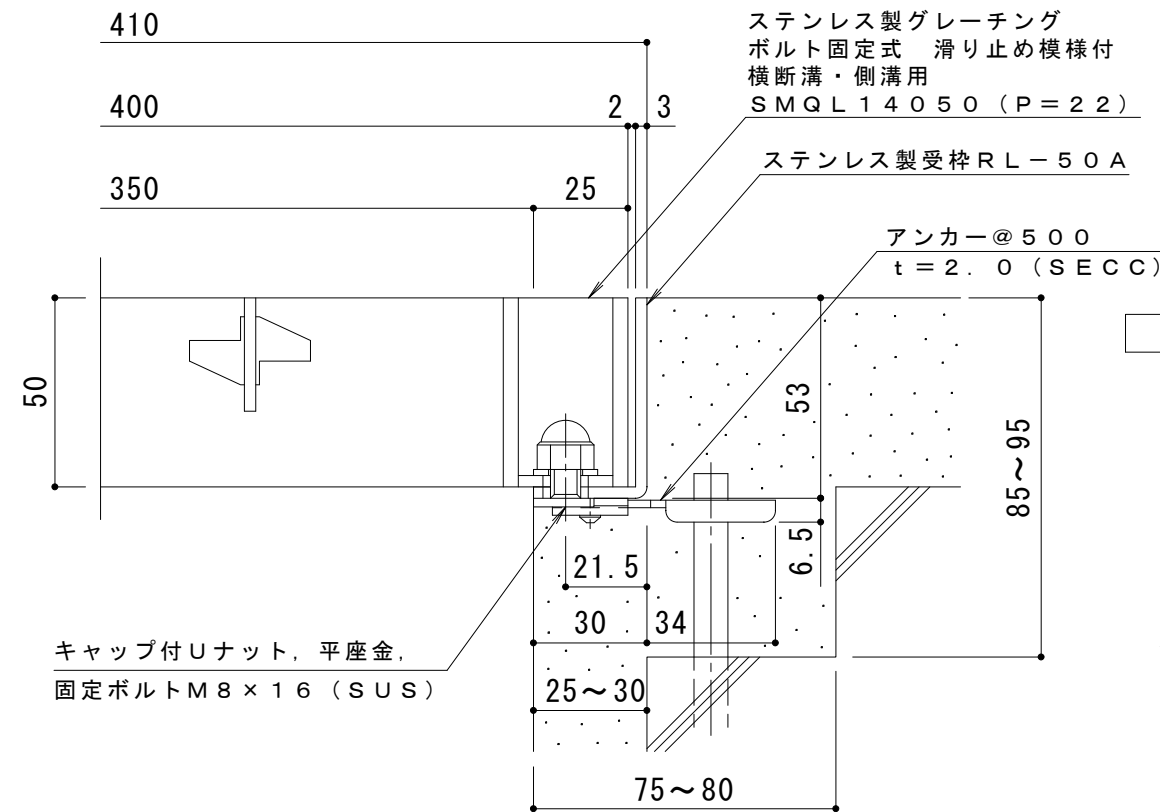 410
ステンレス製グレーチング
ボルト固定式　滑り止め模様付
横断溝・側溝用
SMQL14050（P=22）
400
2
3
ステンレス製受枠RL－50A
350
25
アンカー@500
t=2.0（SECC）
50
53
85～95
6.5
21.5
30
34
キャップ付Uナット，平座金，
固定ボルトM8×16（SUS）
25～30
75～80